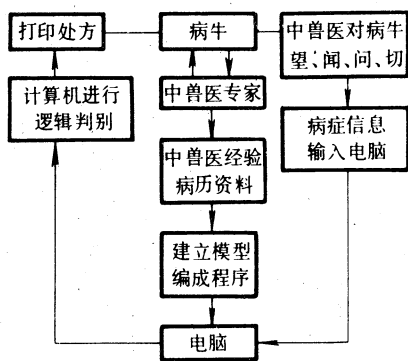 打印处方
病牛
中兽医对病牛
望、闻、问、切
计算机进行
逻辑判别
中兽医专家
病症信息
输入电脑
中兽医经验
病历资料
建立模型
编成程序
电脑